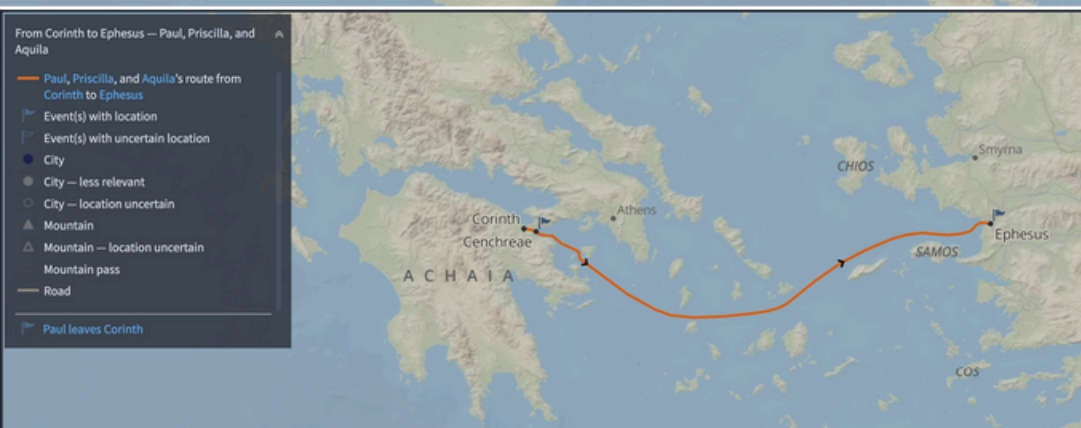 From Corinth to Ephesus — Paul, Priscilla, and
Aquila
Paul, Priscilla, and Aquila's route from
Corinth to Ephesus
Event(s) with location
Event(s) with uncertain location
City
City — less relevant
City — location uncertain
Mountain
Mountain — location uncertain
Mountain pass
Road
Paul leaves Corinth
Smyrna
CHIOS
Athens
Corinth
Cenchreae
Ephesus
SAMOS
ACHAIA
COS